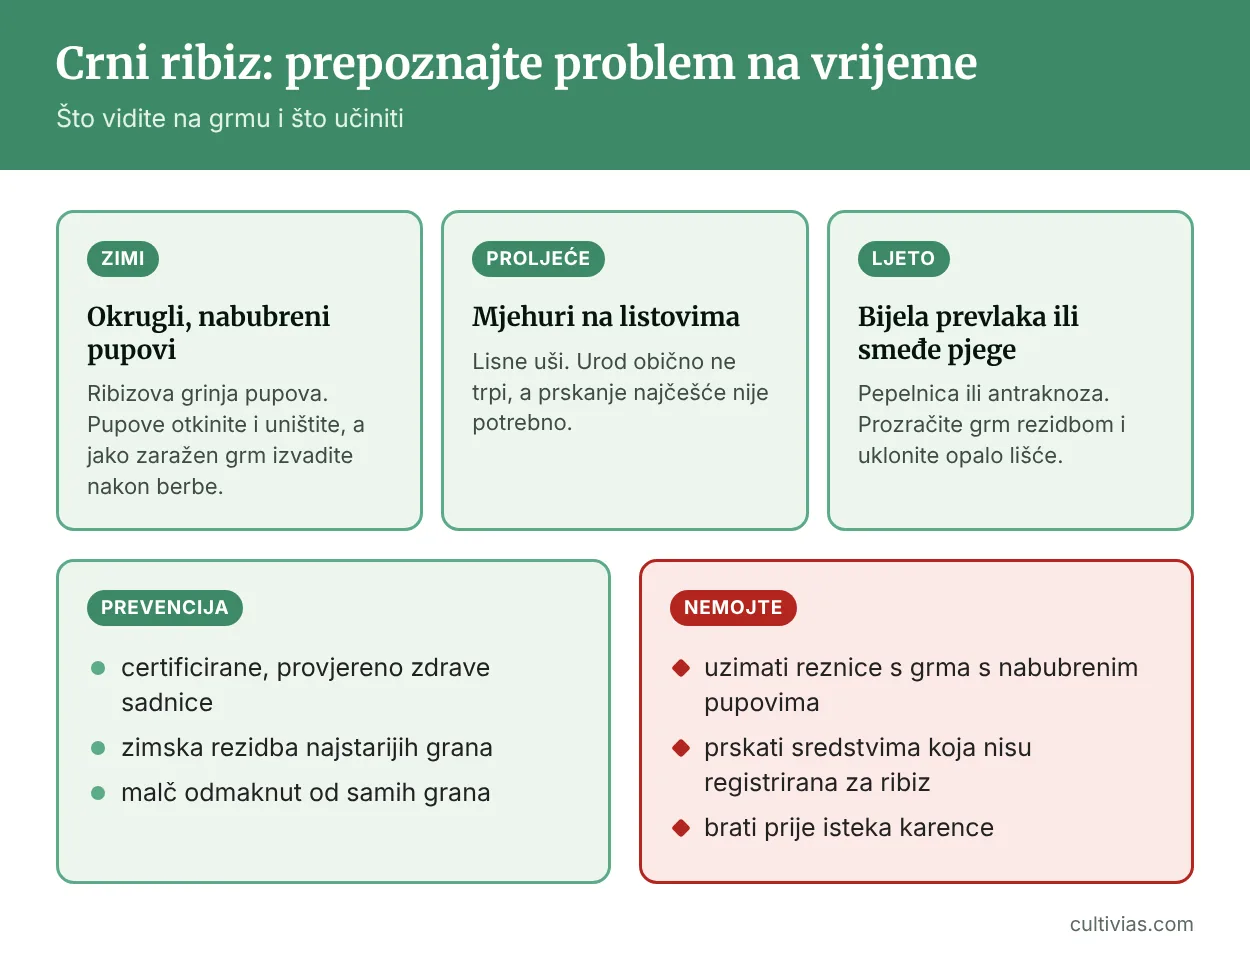 Crni ribiz: prepoznajte problem na vrijeme
Što vidite na grmu i što učiniti
ZIMI
Okrugli, nabubreni
pupovi
Ribizova grinja pupova.
Pupove otkinite i uništite, a
jako zaražen grm izvadite
nakon berbe.
PROLJEĆE
Mjehuri na listovima
Lisne uši. Urod obično ne
trpi, a prskanje najčešće nije
potrebno.
LJETO
Bijela prevlaka ili
smeđe pjege
Pepelnica ili antraknoza.
Prozračite grm rezidbom i
uklonite opalo lišće.
PREVENCIJA
certificirane, provjereno zdrave
sadnice
zimska rezidba najstarijih grana
malč odmaknut od samih grana
NEMOJTE
uzimati reznice s grma s nabubrenim
pupovima
prskati sredstvima koja nisu
registrirana za ribiz
brati prije isteka karence
cultivias.com